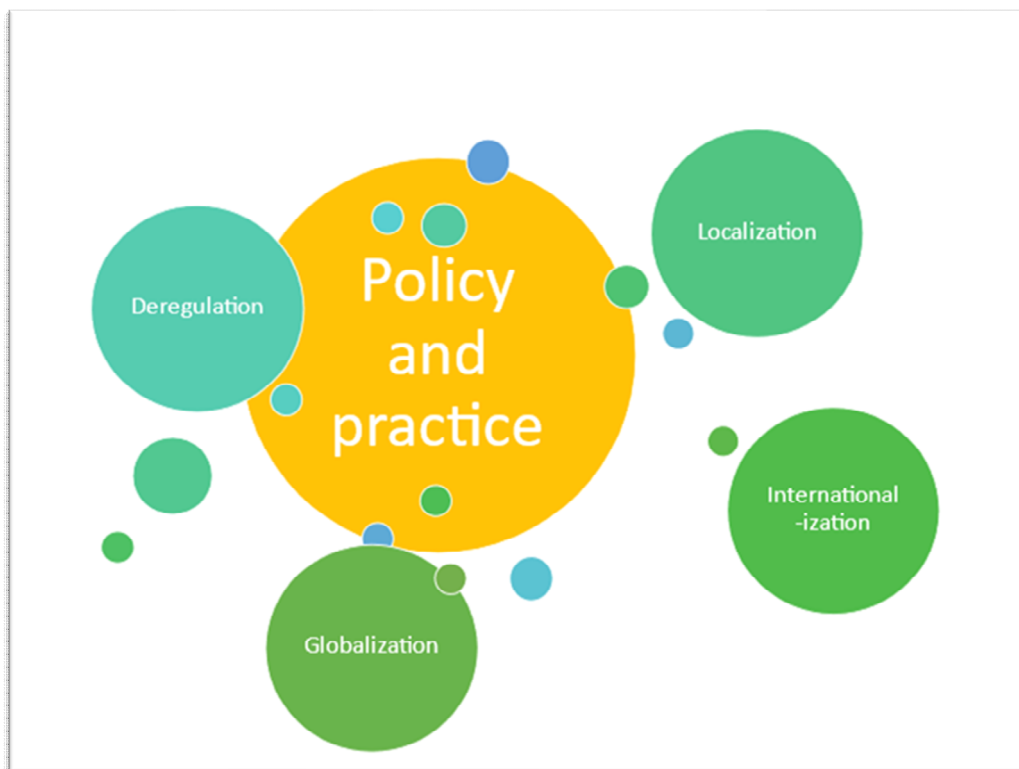 Localization
Deregulation
Policy
and
practice
International
-ization
Globalization